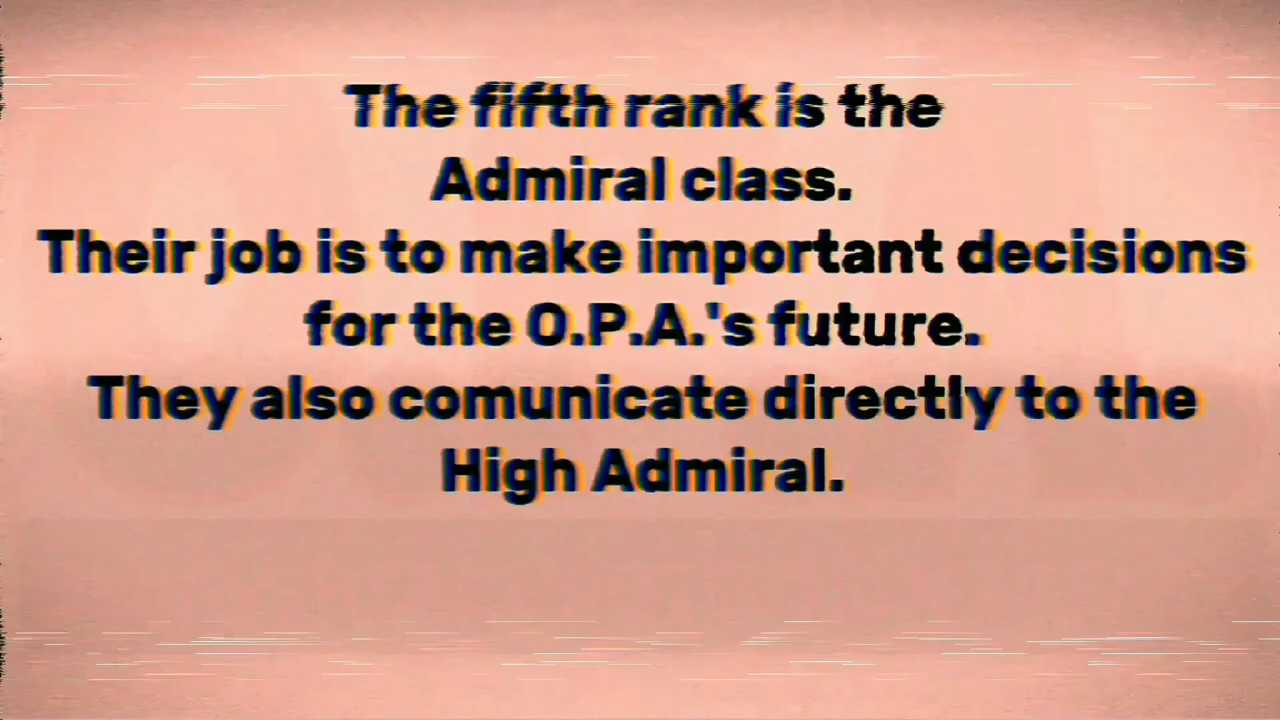 The fifth rank is the
Admiral class.
Their job is to make important decisions
for the O.P.A.'s future.
They also comunicate directly to the
High Admiral.